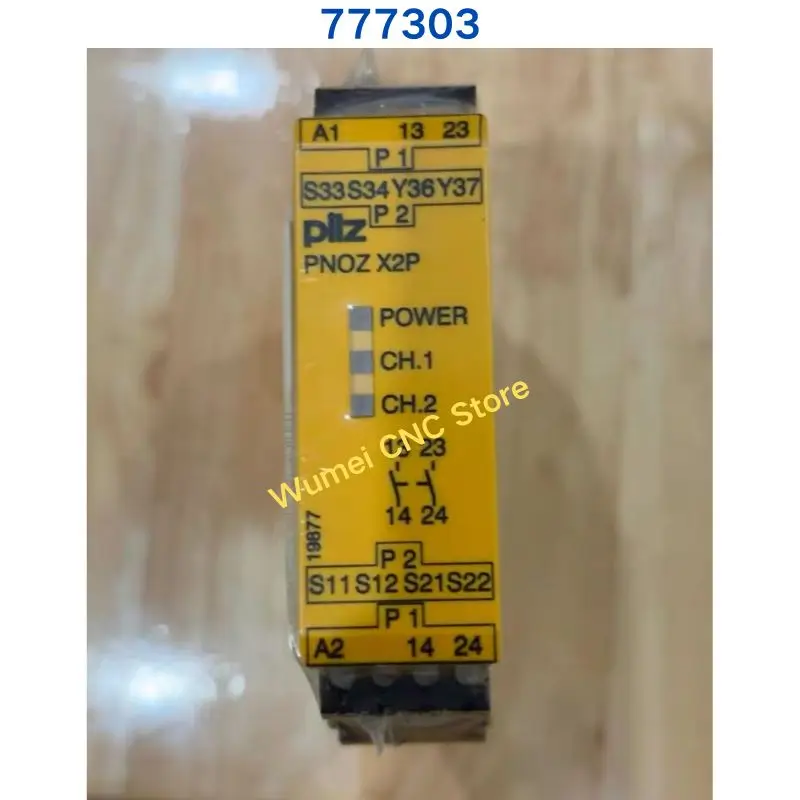 777303
A1 13 23
P 1
S33 S34 Y36 Y37
P 2
pilz
PNOZ X2P
POWER
CH.1
CH.2
Wumei CNC Store
13 23
14 24
19877
P 2
S11 S12 S21 S22
P 1
A2 14 24